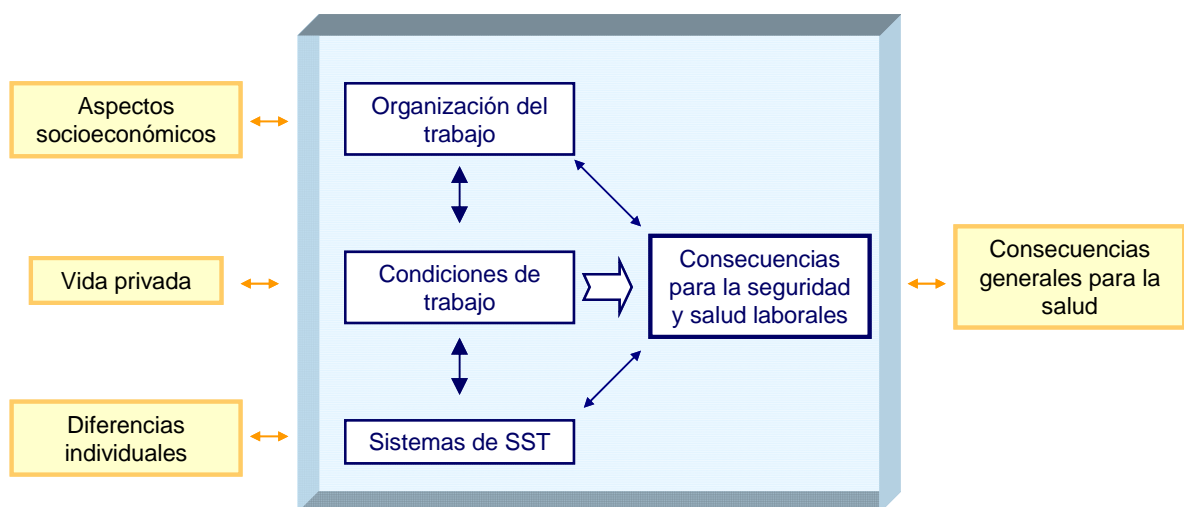 Aspectos
socioeconómicos
Vida privada
Diferencias
individuales
Organización del
trabajo
Condiciones de
trabajo
Sistemas de SST
Consecuencias
para la seguridad
y salud laborales
Consecuencias
generales para la
salud